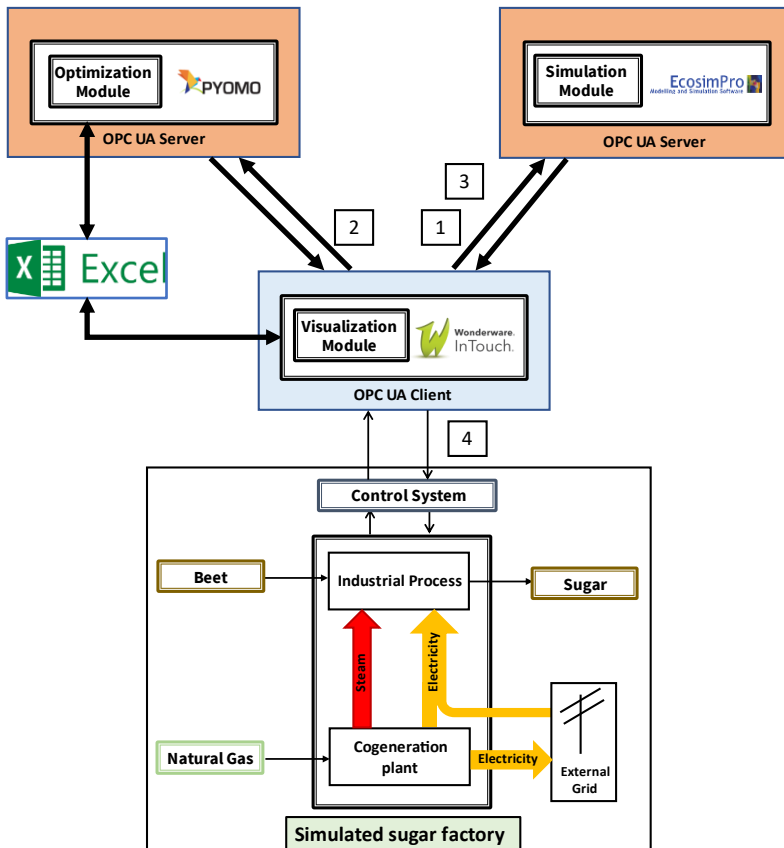 Optimization
Module
PYOMO
OPC UA Server
Simulation
Module
EcosimPro
Modelling and Simulation Software
OPC UA Server
3
2
1
X
Excel
Visualization
Module
Wonderware.
InTouch.
OPC UA Client
4
Control System
Beet
Industrial Process
Sugar
Steam
Electricity
Natural Gas
Cogeneration
plant
Electricity
External
Grid
Simulated sugar factory